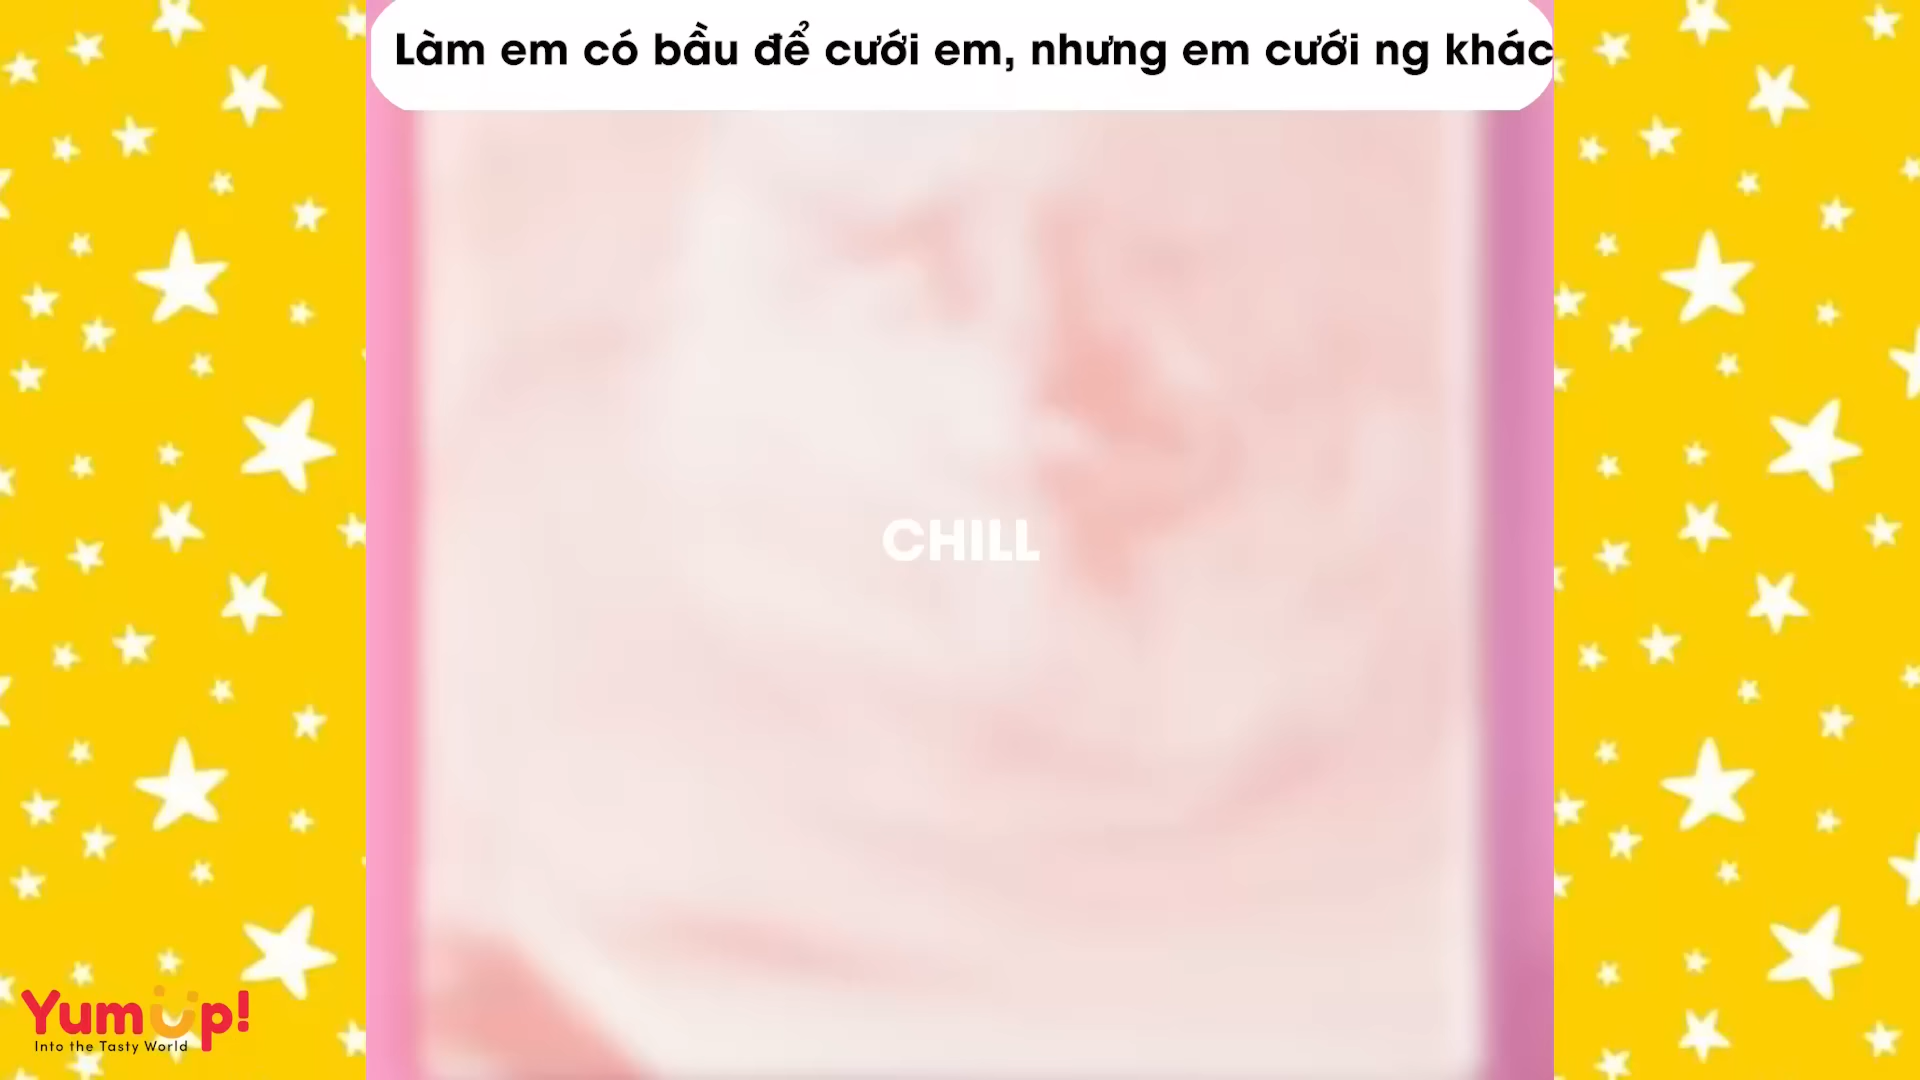 Làm em có bầu để cưới em, nhưng em cưới ng khác
CHILL
YumUp!
Into the Tasty World